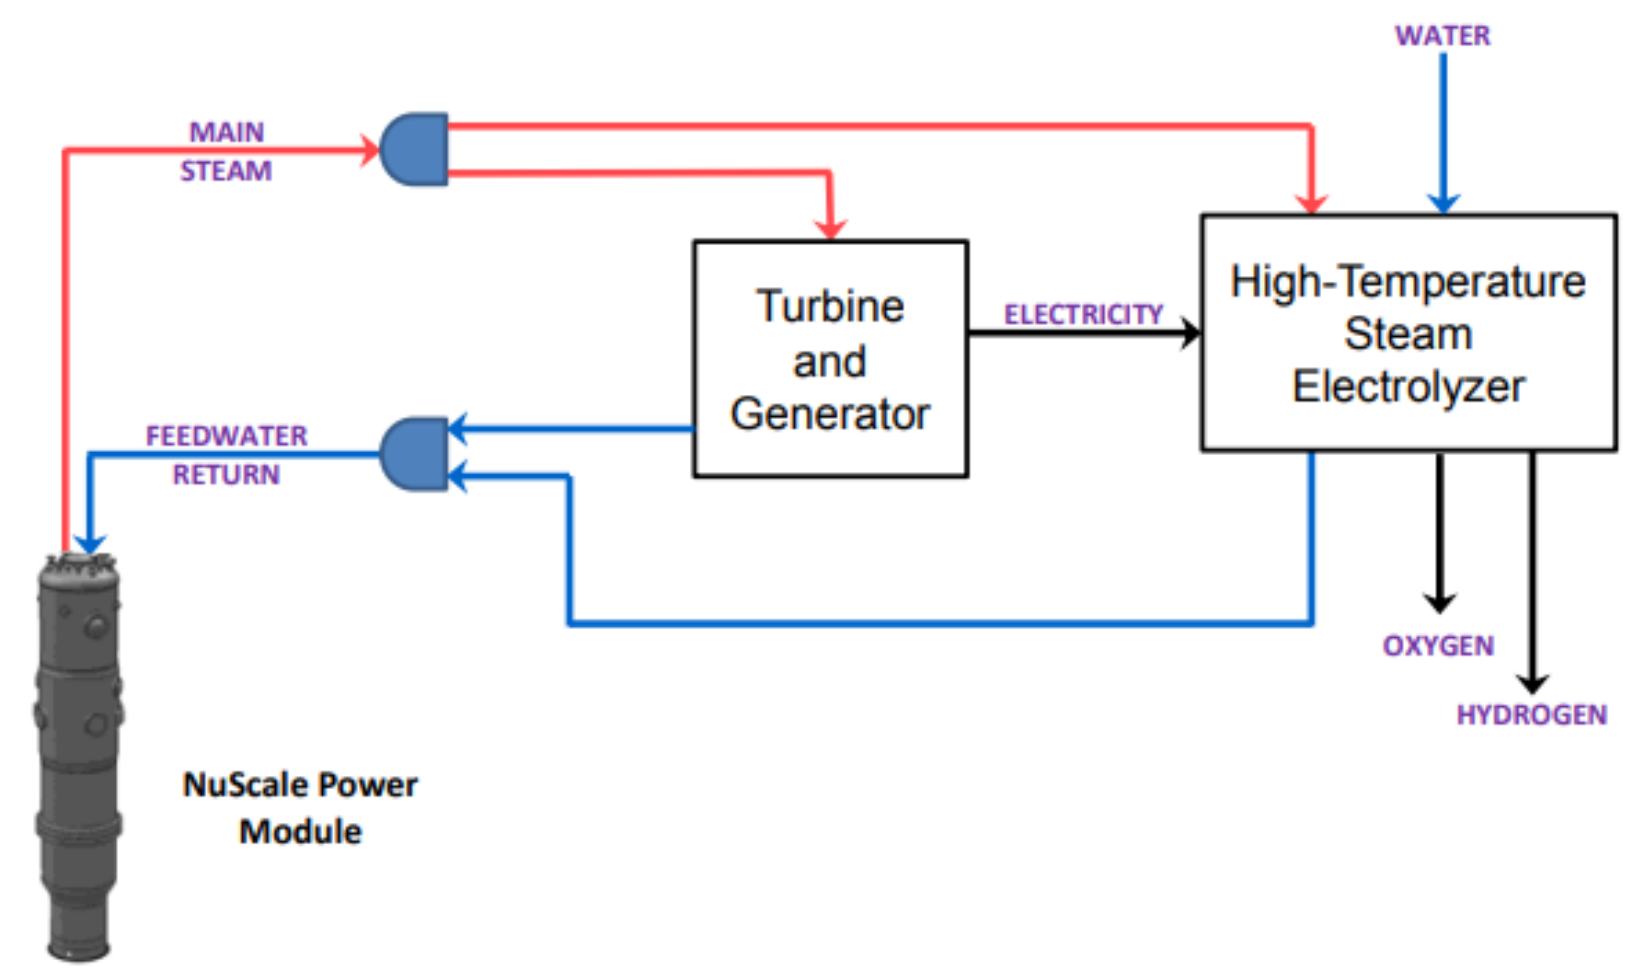 WATER
MAIN
STEAM
High-Temperature
Steam
Electrolyzer
Turbine
and
Generator
ELECTRICITY
FEEDWATER
RETURN
OXYGEN
HYDROGEN
NuScale Power
Module